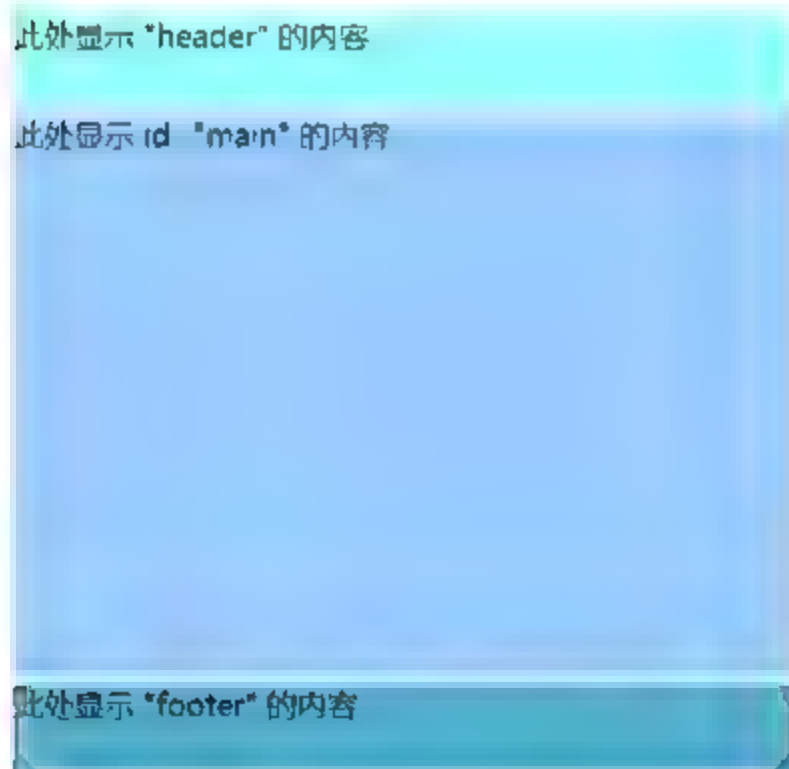 此处显示 "header" 的内容
此处显示 id "main" 的内容
此处显示 "footer" 的内容